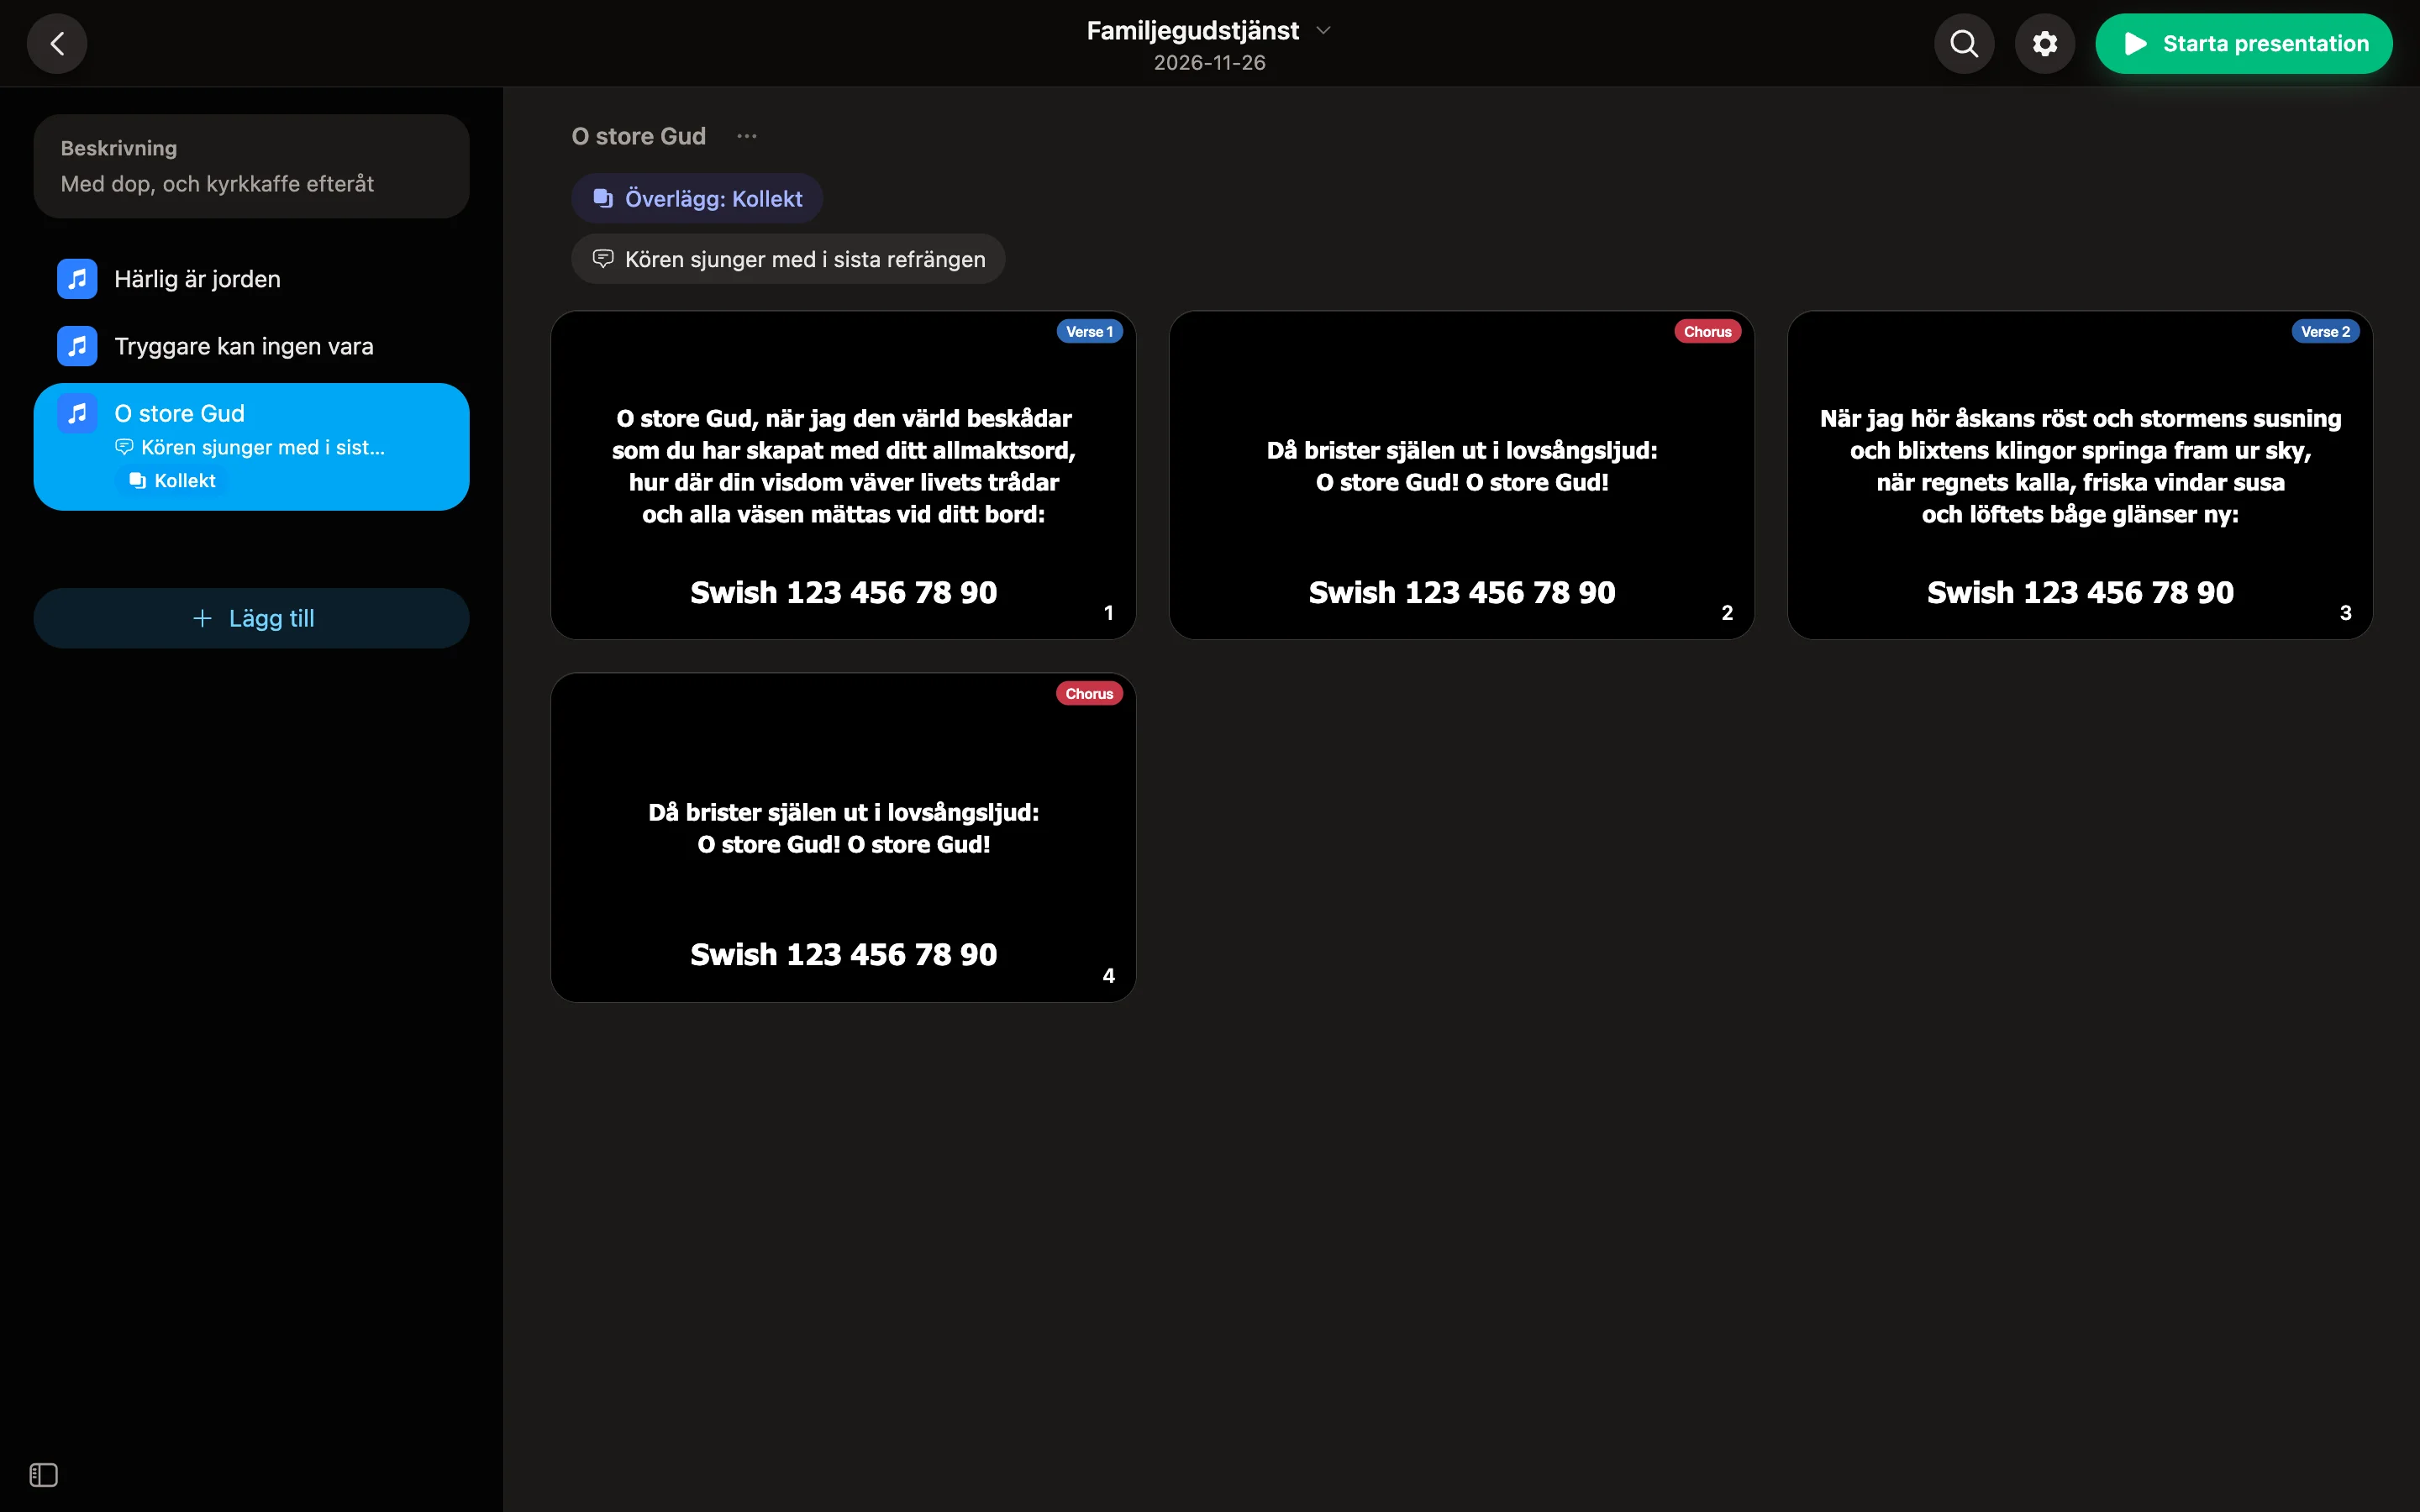 Familjegudstjänst
2026-11-26
Starta presentation
Beskrivning
Med dop, och kyrkkaffe efteråt
Härlig är jorden
Tryggare kan ingen vara
O store Gud
Kören sjunger med i sist...
Kollekt
Lägg till
O store Gud
Överlägg: Kollekt
Kören sjunger med i sista refrängen
Verse 1
O store Gud, när jag den värld beskådar
som du har skapat med ditt allmaktsord,
hur där din visdom väver livets trådar
och alla väsen mättas vid ditt bord:
Swish 123 456 78 90
1
Chorus
Då brister själen ut i lovsångsljud:
O store Gud! O store Gud!
Swish 123 456 78 90
2
Verse 2
När jag hör åskans röst och stormens susning
och blixtens klingor springa fram ur sky,
när regnets kalla, friska vindar susa
och löftets båge glänser ny:
Swish 123 456 78 90
3
Chorus
Då brister själen ut i lovsångsljud:
O store Gud! O store Gud!
Swish 123 456 78 90
4